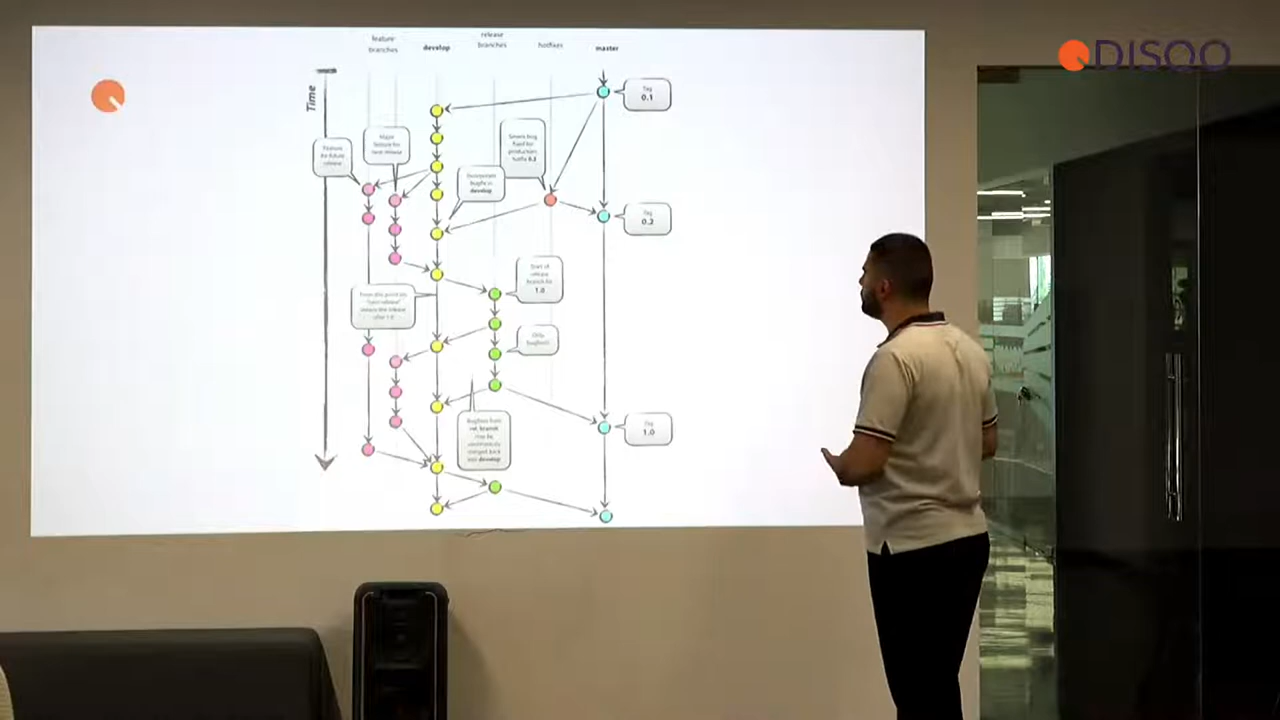 DISQO
feature
branches
develop
release
branches
hotfixes
master
Time
Tag
0.1
Feature
for future
release
Major
feature for
next release
Severe bug
fixed for
production:
hotfix 0.2
Incorporate
bugfix in
develop
Tag
0.2
Start of
release
branch for
1.0
From this point on,
"next release"
means the release
after 1.0
Only
bugfixes!
Tag
1.0
Bugfixes from
rel. branch
may be
continuously
merged back
into develop